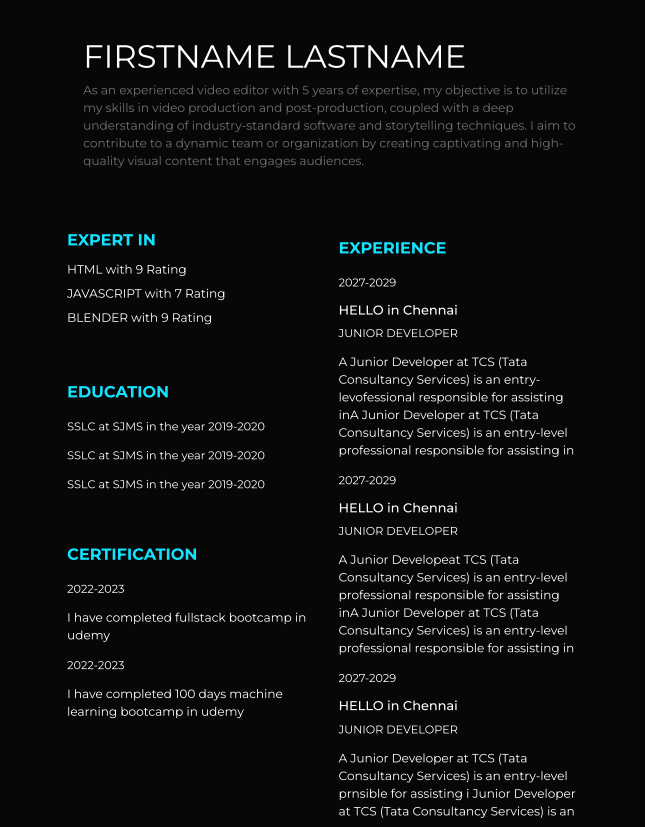 FIRSTNAME LASTNAME
As an experienced video editor with 5 years of expertise, my objective is to utilize
my skills in video production and post-production, coupled with a deep
understanding of industry-standard software and storytelling techniques. I aim to
contribute to a dynamic team or organization by creating captivating and high-
quality visual content that engages audiences.
EXPERT IN
HTML with 9 Rating
JAVASCRIPT with 7 Rating
BLENDER with 9 Rating
EDUCATION
SSLC at SJMS in the year 2019-2020
SSLC at SJMS in the year 2019-2020
SSLC at SJMS in the year 2019-2020
CERTIFICATION
2022-2023
I have completed fullstack bootcamp in
udemy
2022-2023
I have completed 100 days machine
learning bootcamp in udemy
EXPERIENCE
2027-2029
HELLO in Chennai
JUNIOR DEVELOPER
A Junior Developer at TCS (Tata
Consultancy Services) is an entry-
levofessional responsible for assisting
inA Junior Developer at TCS (Tata
Consultancy Services) is an entry-level
professional responsible for assisting in
2027-2029
HELLO in Chennai
JUNIOR DEVELOPER
A Junior Developeat TCS (Tata
Consultancy Services) is an entry-level
professional responsible for assisting
inA Junior Developer at TCS (Tata
Consultancy Services) is an entry-level
professional responsible for assisting in
2027-2029
HELLO in Chennai
JUNIOR DEVELOPER
A Junior Developer at TCS (Tata
Consultancy Services) is an entry-level
prnsible for assisting i Junior Developer
at TCS (Tata Consultancy Services) is an